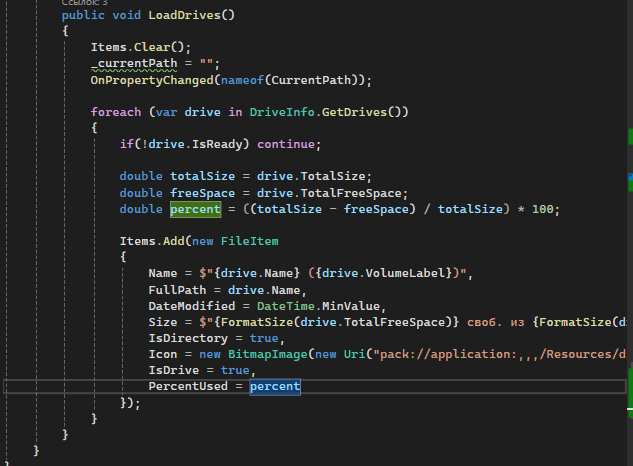 Ссылок: 3
public void LoadDrives()
{
Items.Clear();
_currentPath = "";
OnPropertyChanged(nameof(CurrentPath));
foreach (var drive in DriveInfo.GetDrives())
{
if(!drive.IsReady) continue;
double totalSize = drive.TotalSize;
double freeSpace = drive.TotalFreeSpace;
double percent = ((totalSize - freeSpace) / totalSize) * 100;
Items.Add(new FileItem
{
Name = $"{drive.Name} ({drive.VolumeLabel})",
FullPath = drive.Name,
DateModified = DateTime.MinValue,
Size = $"{FormatSize(drive.TotalFreeSpace)} своб. из {FormatSize(d
IsDirectory = true,
Icon = new BitmapImage(new Uri("pack://application:,,,/Resources/d
IsDrive = true,
PercentUsed = percent
});
}
}
}